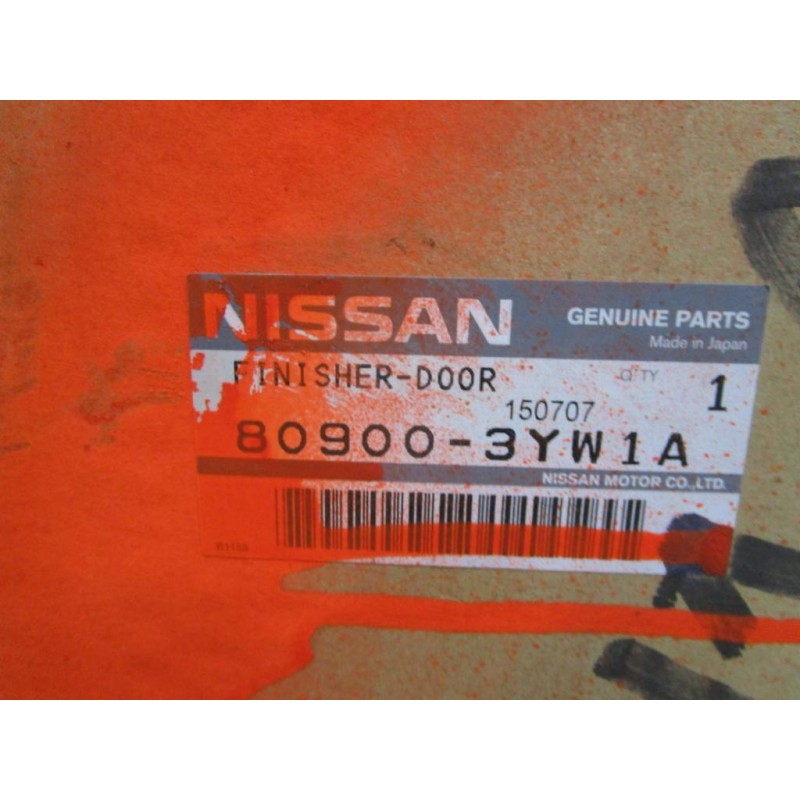 NISSAN GENUINE PARTS
Made in Japan
FINISHER-DOOR Q'TY 1
150707
80900-3YW1A
NISSAN MOTOR CO.,LTD.